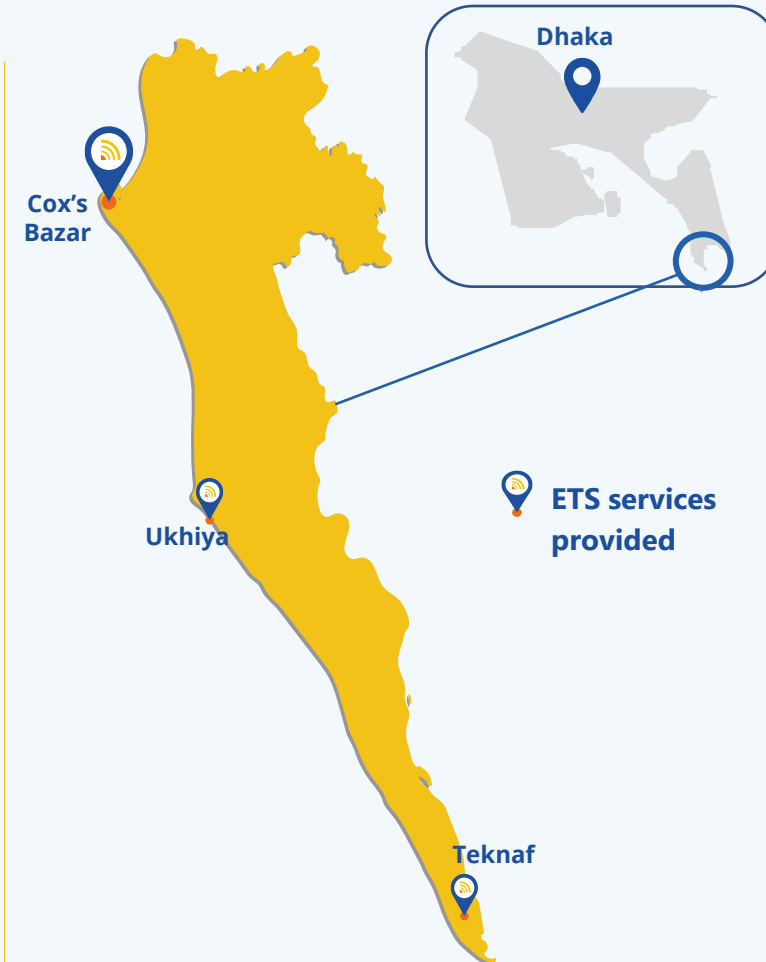 Dhaka
Cox's
Bazar
ETS services
provided
Ukhiya
Teknaf